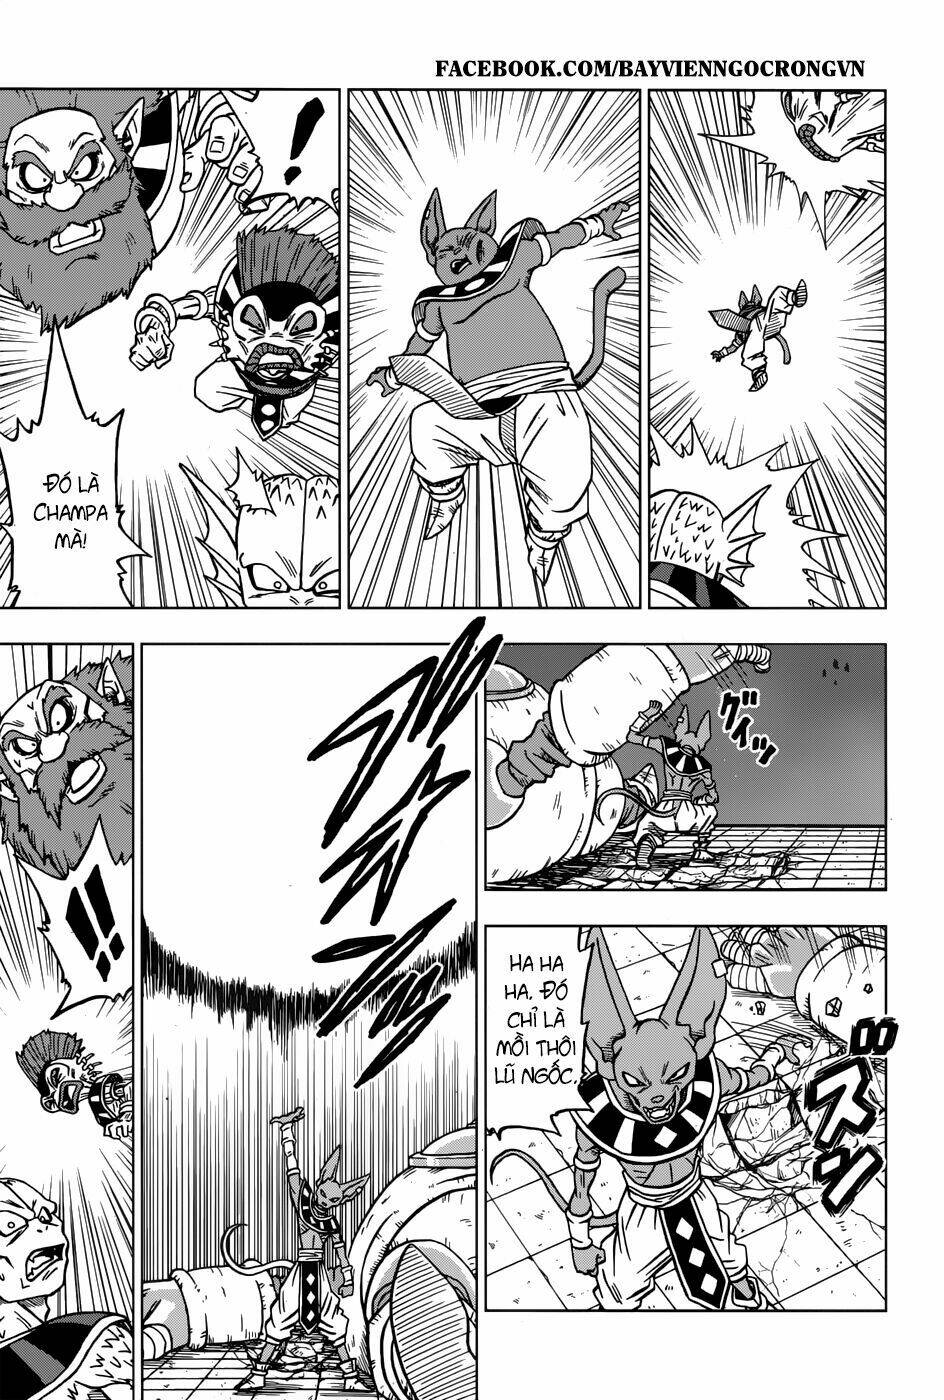 FACEBOOK.COM/BAYVIENNGOCRONGVN
!
ĐÓ LÀ
CHAMPA
MÀ!
グイッ
HA HA
HA. ĐÓ
CHỈ LÀ
MỒI THÔI
LŨ NGỐC.
ズン
!!